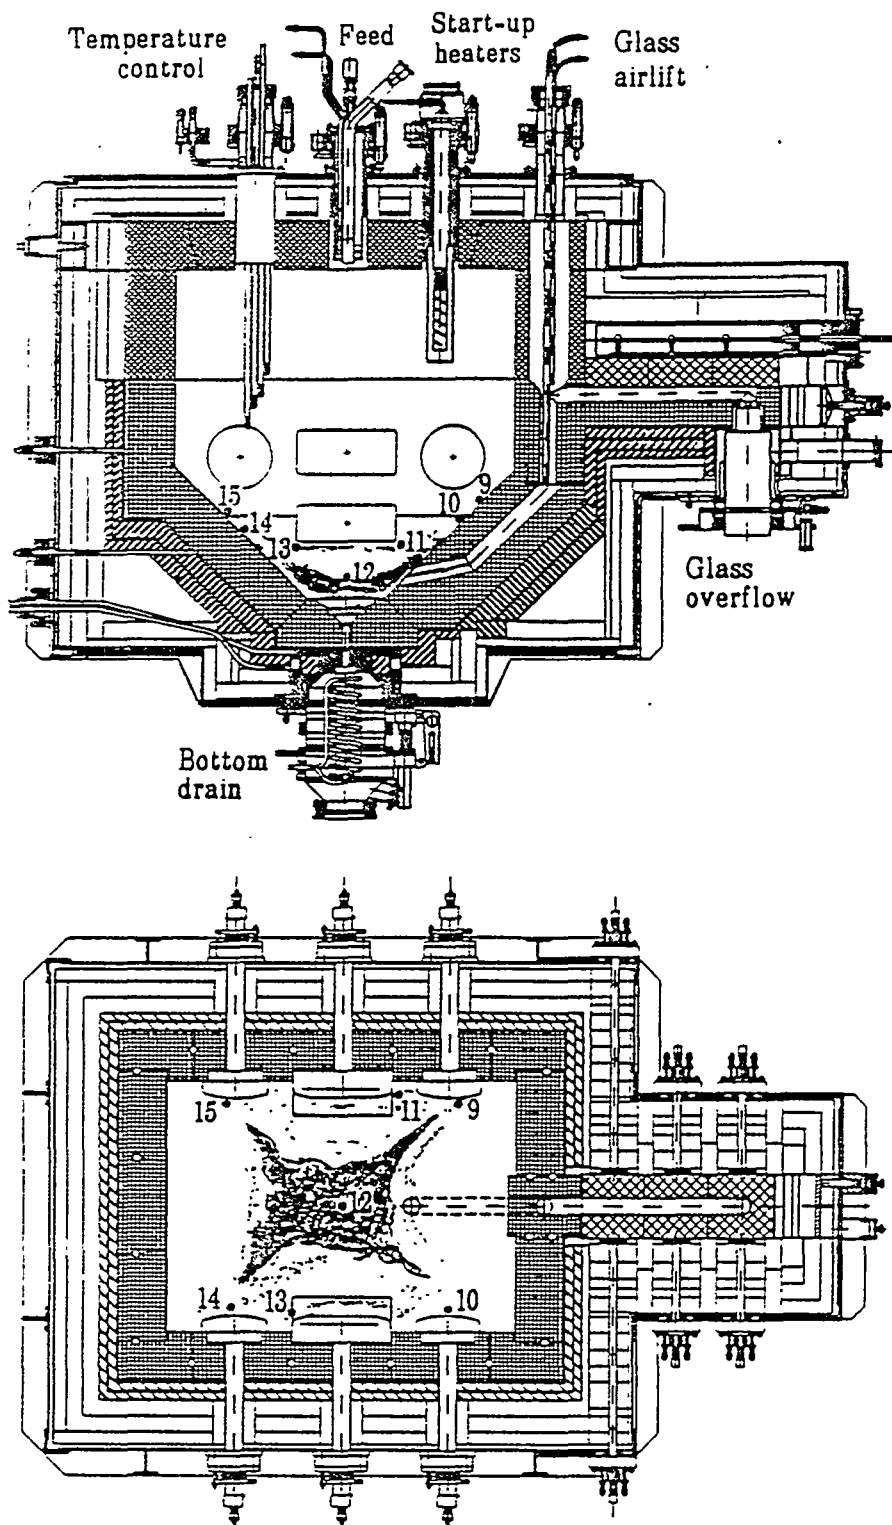 Temperature
control
Feed
Start-up
heaters
Glass
airlift
15
14
13
12
11
10
9
Glass
overflow
Bottom
drain
15
11
9
12
14
13
10